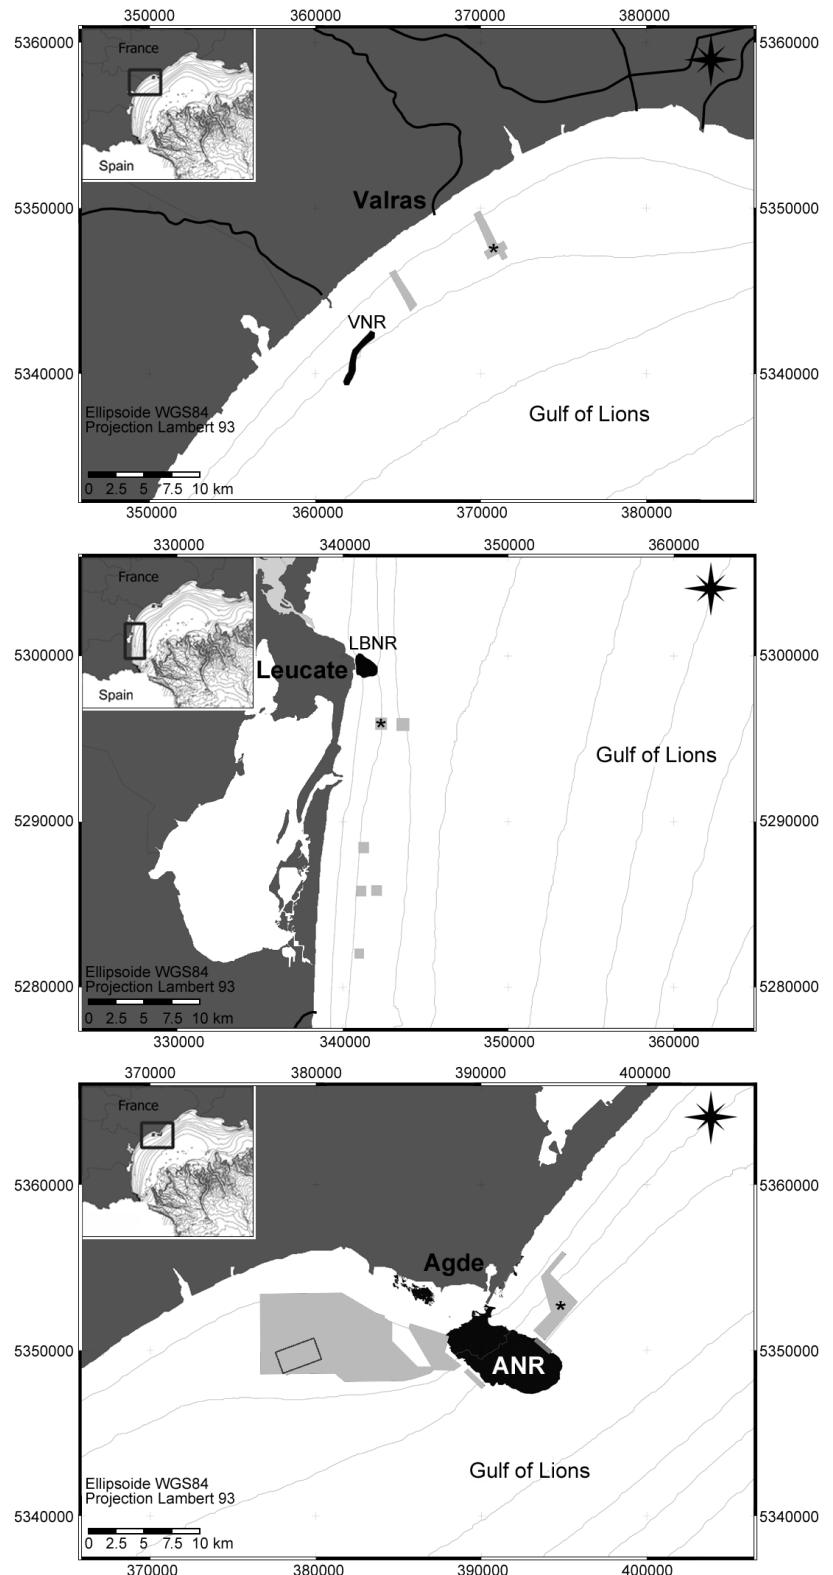 350000 360000 370000 380000
5360000 5360000
France
Spain
Valras
5350000 5350000
*
VNR
5340000 5340000
Gulf of Lions
Ellipsoide WGS84
Projection Lambert 93
0 2.5 5 7.5 10 km
350000 360000 370000 380000
330000 340000 350000 360000
France
Spain
LBNR
5300000 5300000
Leucate
*
Gulf of Lions
5290000 5290000
Ellipsoide WGS84
Projection Lambert 93
5280000 5280000
0 2.5 5 7.5 10 km
330000 340000 350000 360000
370000 380000 390000 400000
France
5360000 5360000
Spain
Agde
*
5350000 5350000
ANR
Gulf of Lions
Ellipsoide WGS84
Projection Lambert 93
5340000 5340000
0 2.5 5 7.5 10 km
370000 380000 390000 400000